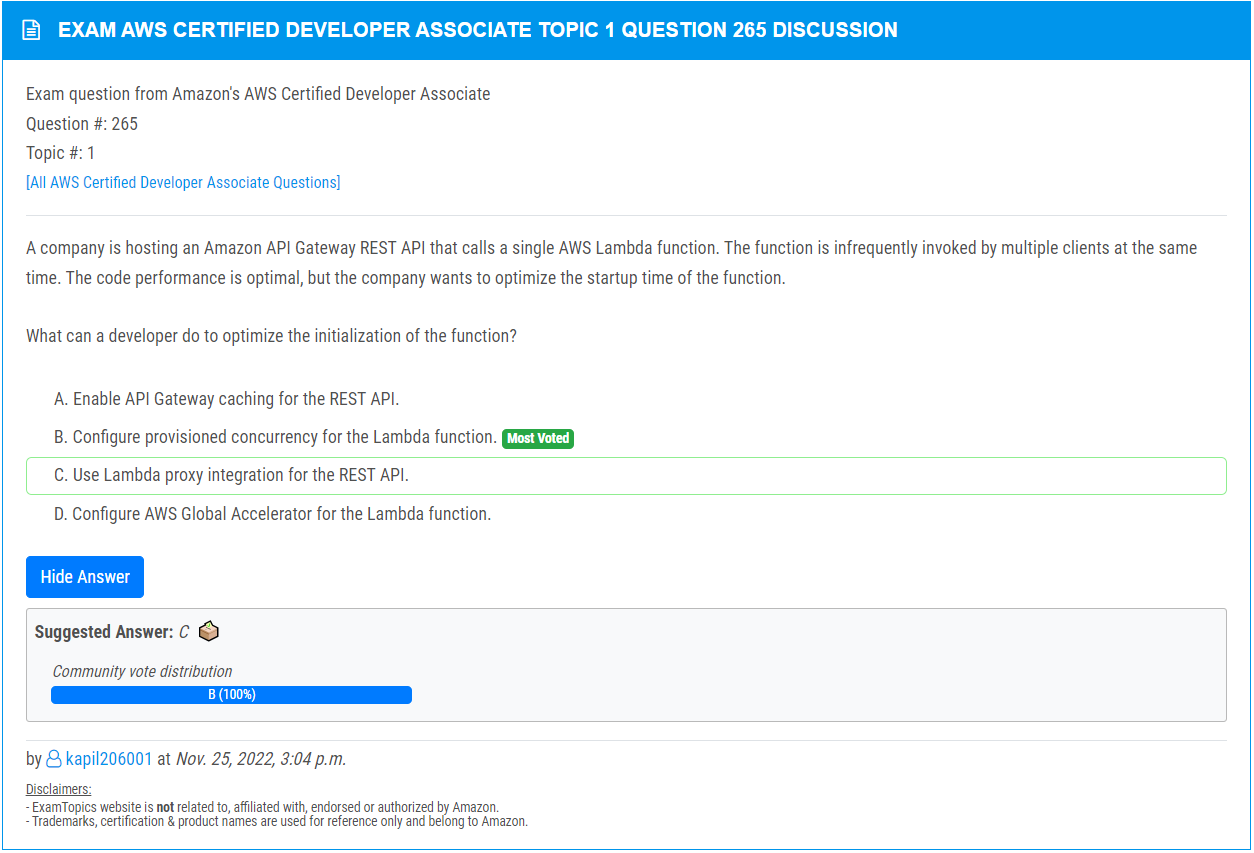 EXAM AWS CERTIFIED DEVELOPER ASSOCIATE TOPIC 1 QUESTION 265 DISCUSSION
Exam question from Amazon's AWS Certified Developer Associate
Question #: 265
Topic #: 1
[All AWS Certified Developer Associate Questions]
A company is hosting an Amazon API Gateway REST API that calls a single AWS Lambda function. The function is infrequently invoked by multiple clients at the same
time. The code performance is optimal, but the company wants to optimize the startup time of the function.
What can a developer do to optimize the initialization of the function?
A. Enable API Gateway caching for the REST API.
B. Configure provisioned concurrency for the Lambda function. Most Voted
C. Use Lambda proxy integration for the REST API.
D. Configure AWS Global Accelerator for the Lambda function.
Hide Answer
Suggested Answer: C
Community vote distribution
B (100%)
by kapil206001 at Nov. 25, 2022, 3:04 p.m.
Disclaimers:
- ExamTopics website is not related to, affiliated with, endorsed or authorized by Amazon.
- Trademarks, certification & product names are used for reference only and belong to Amazon.